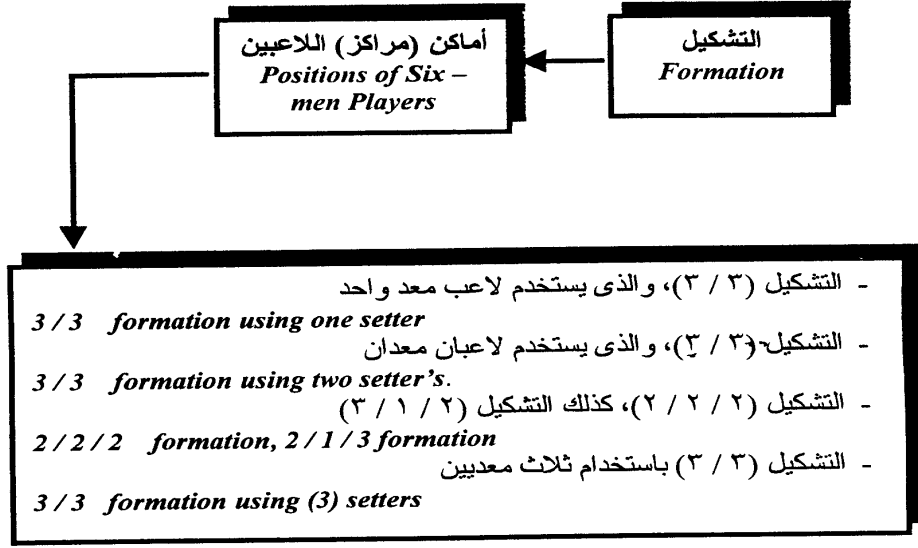 التشكيل
Formation
أماكن (مراكز) اللاعبين
Positions of Six –
men Players
- التشكيل (٣ / ٣)، والذى يستخدم لاعب معد واحد
3 / 3 formation using one setter
- التشكيل (٣ / ٣)، والذى يستخدم لاعبان معدان
3 / 3 formation using two setter's.
- التشكيل (٢ / ٢ / ٢)، كذلك التشكيل (٢ / ١ / ٣)
2 / 2 / 2 formation, 2 / 1 / 3 formation
- التشكيل (٣ / ٣) باستخدام ثلاث معديين
3 / 3 formation using (3) setters